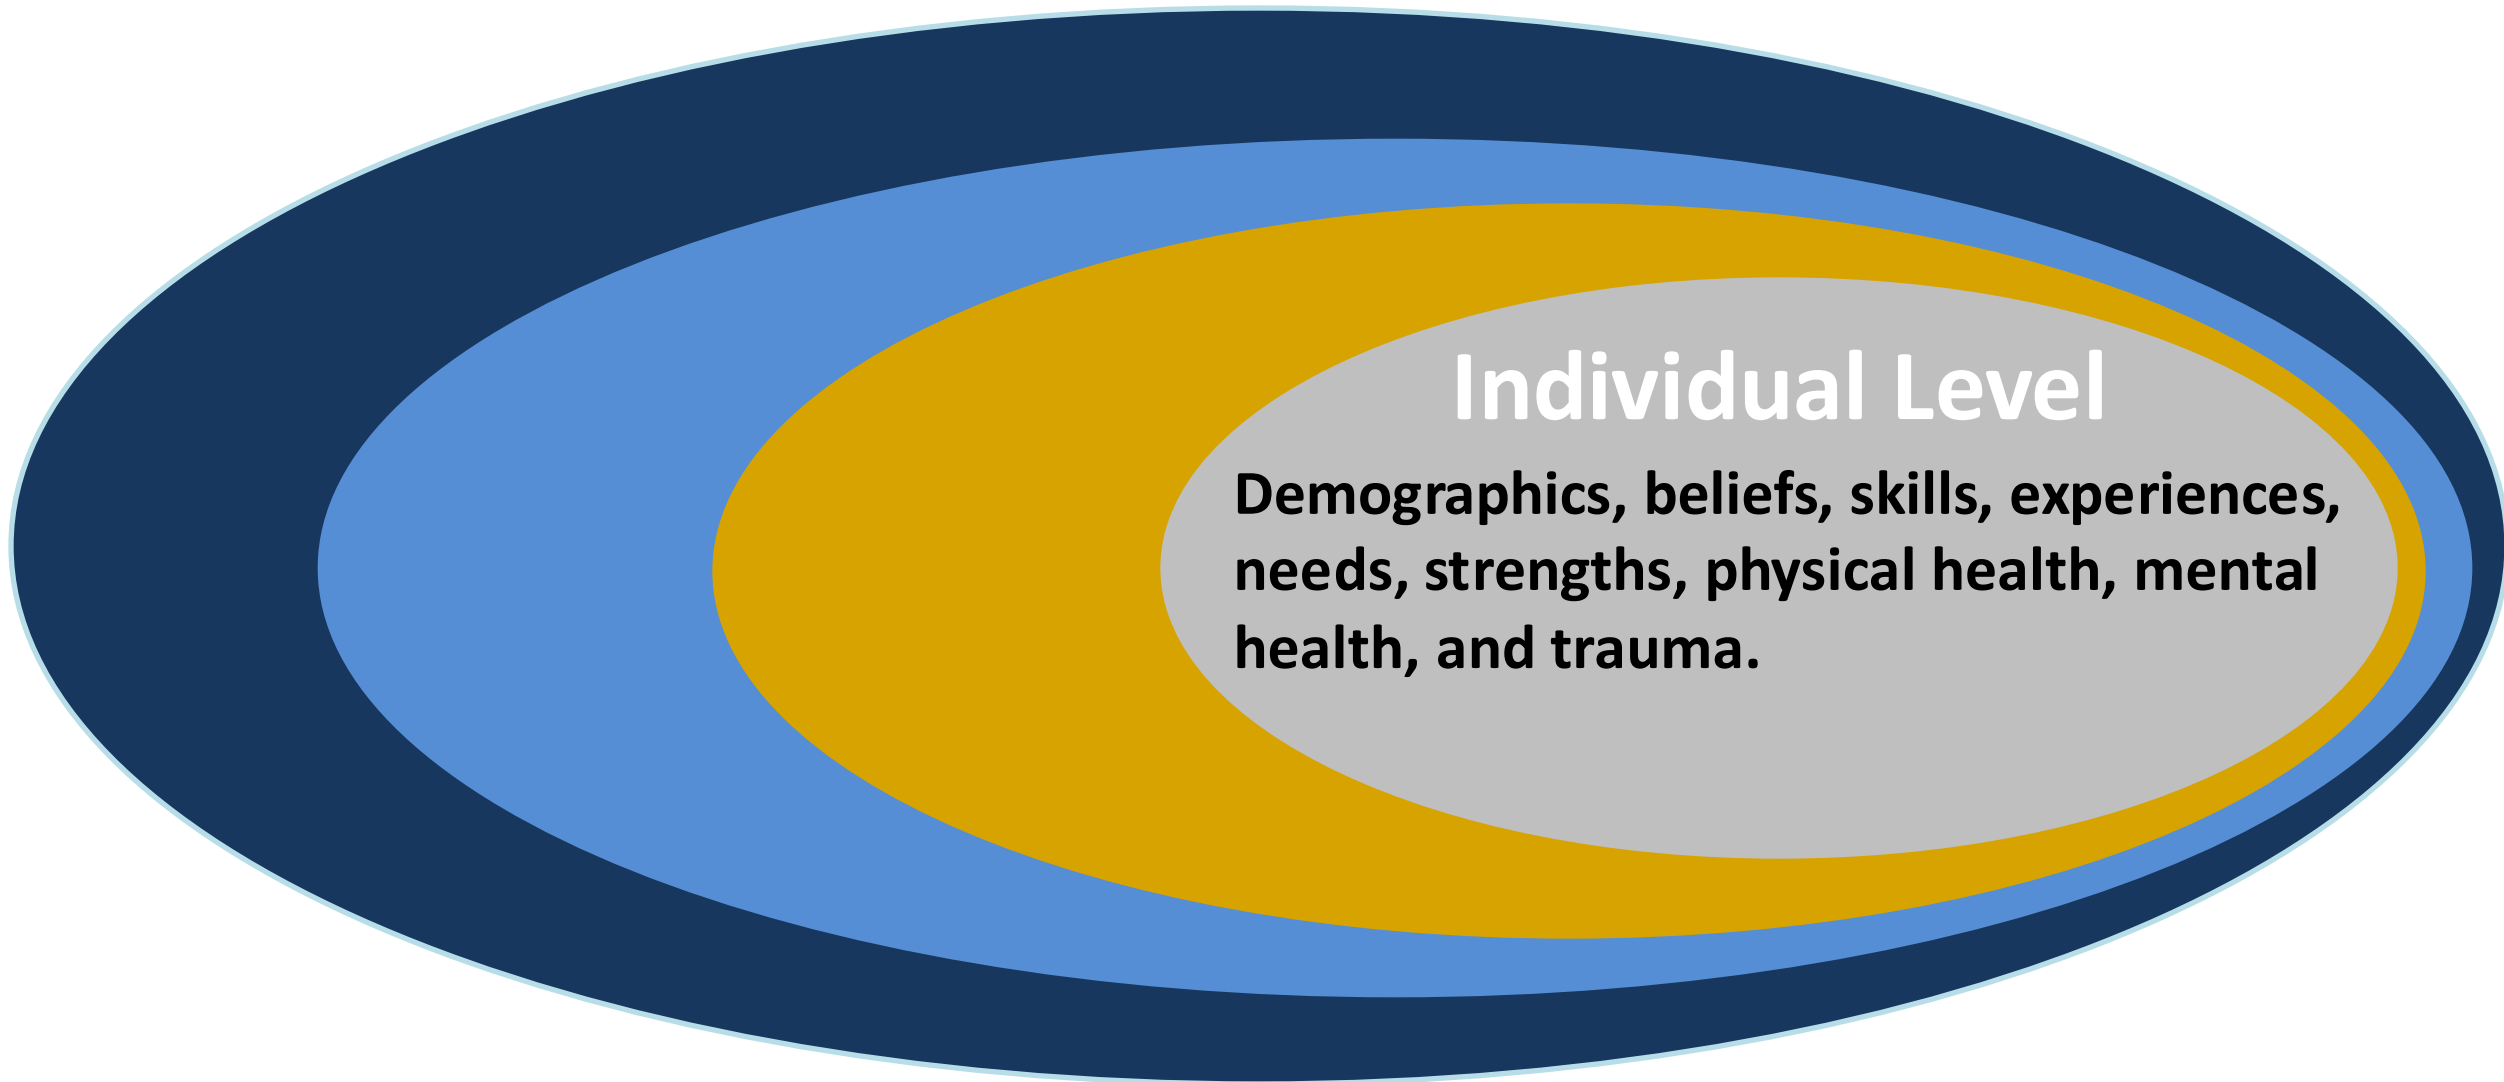 Individual Level
Demographics, beliefs, skills, experiences,
needs, strengths, physical health, mental
health, and trauma.